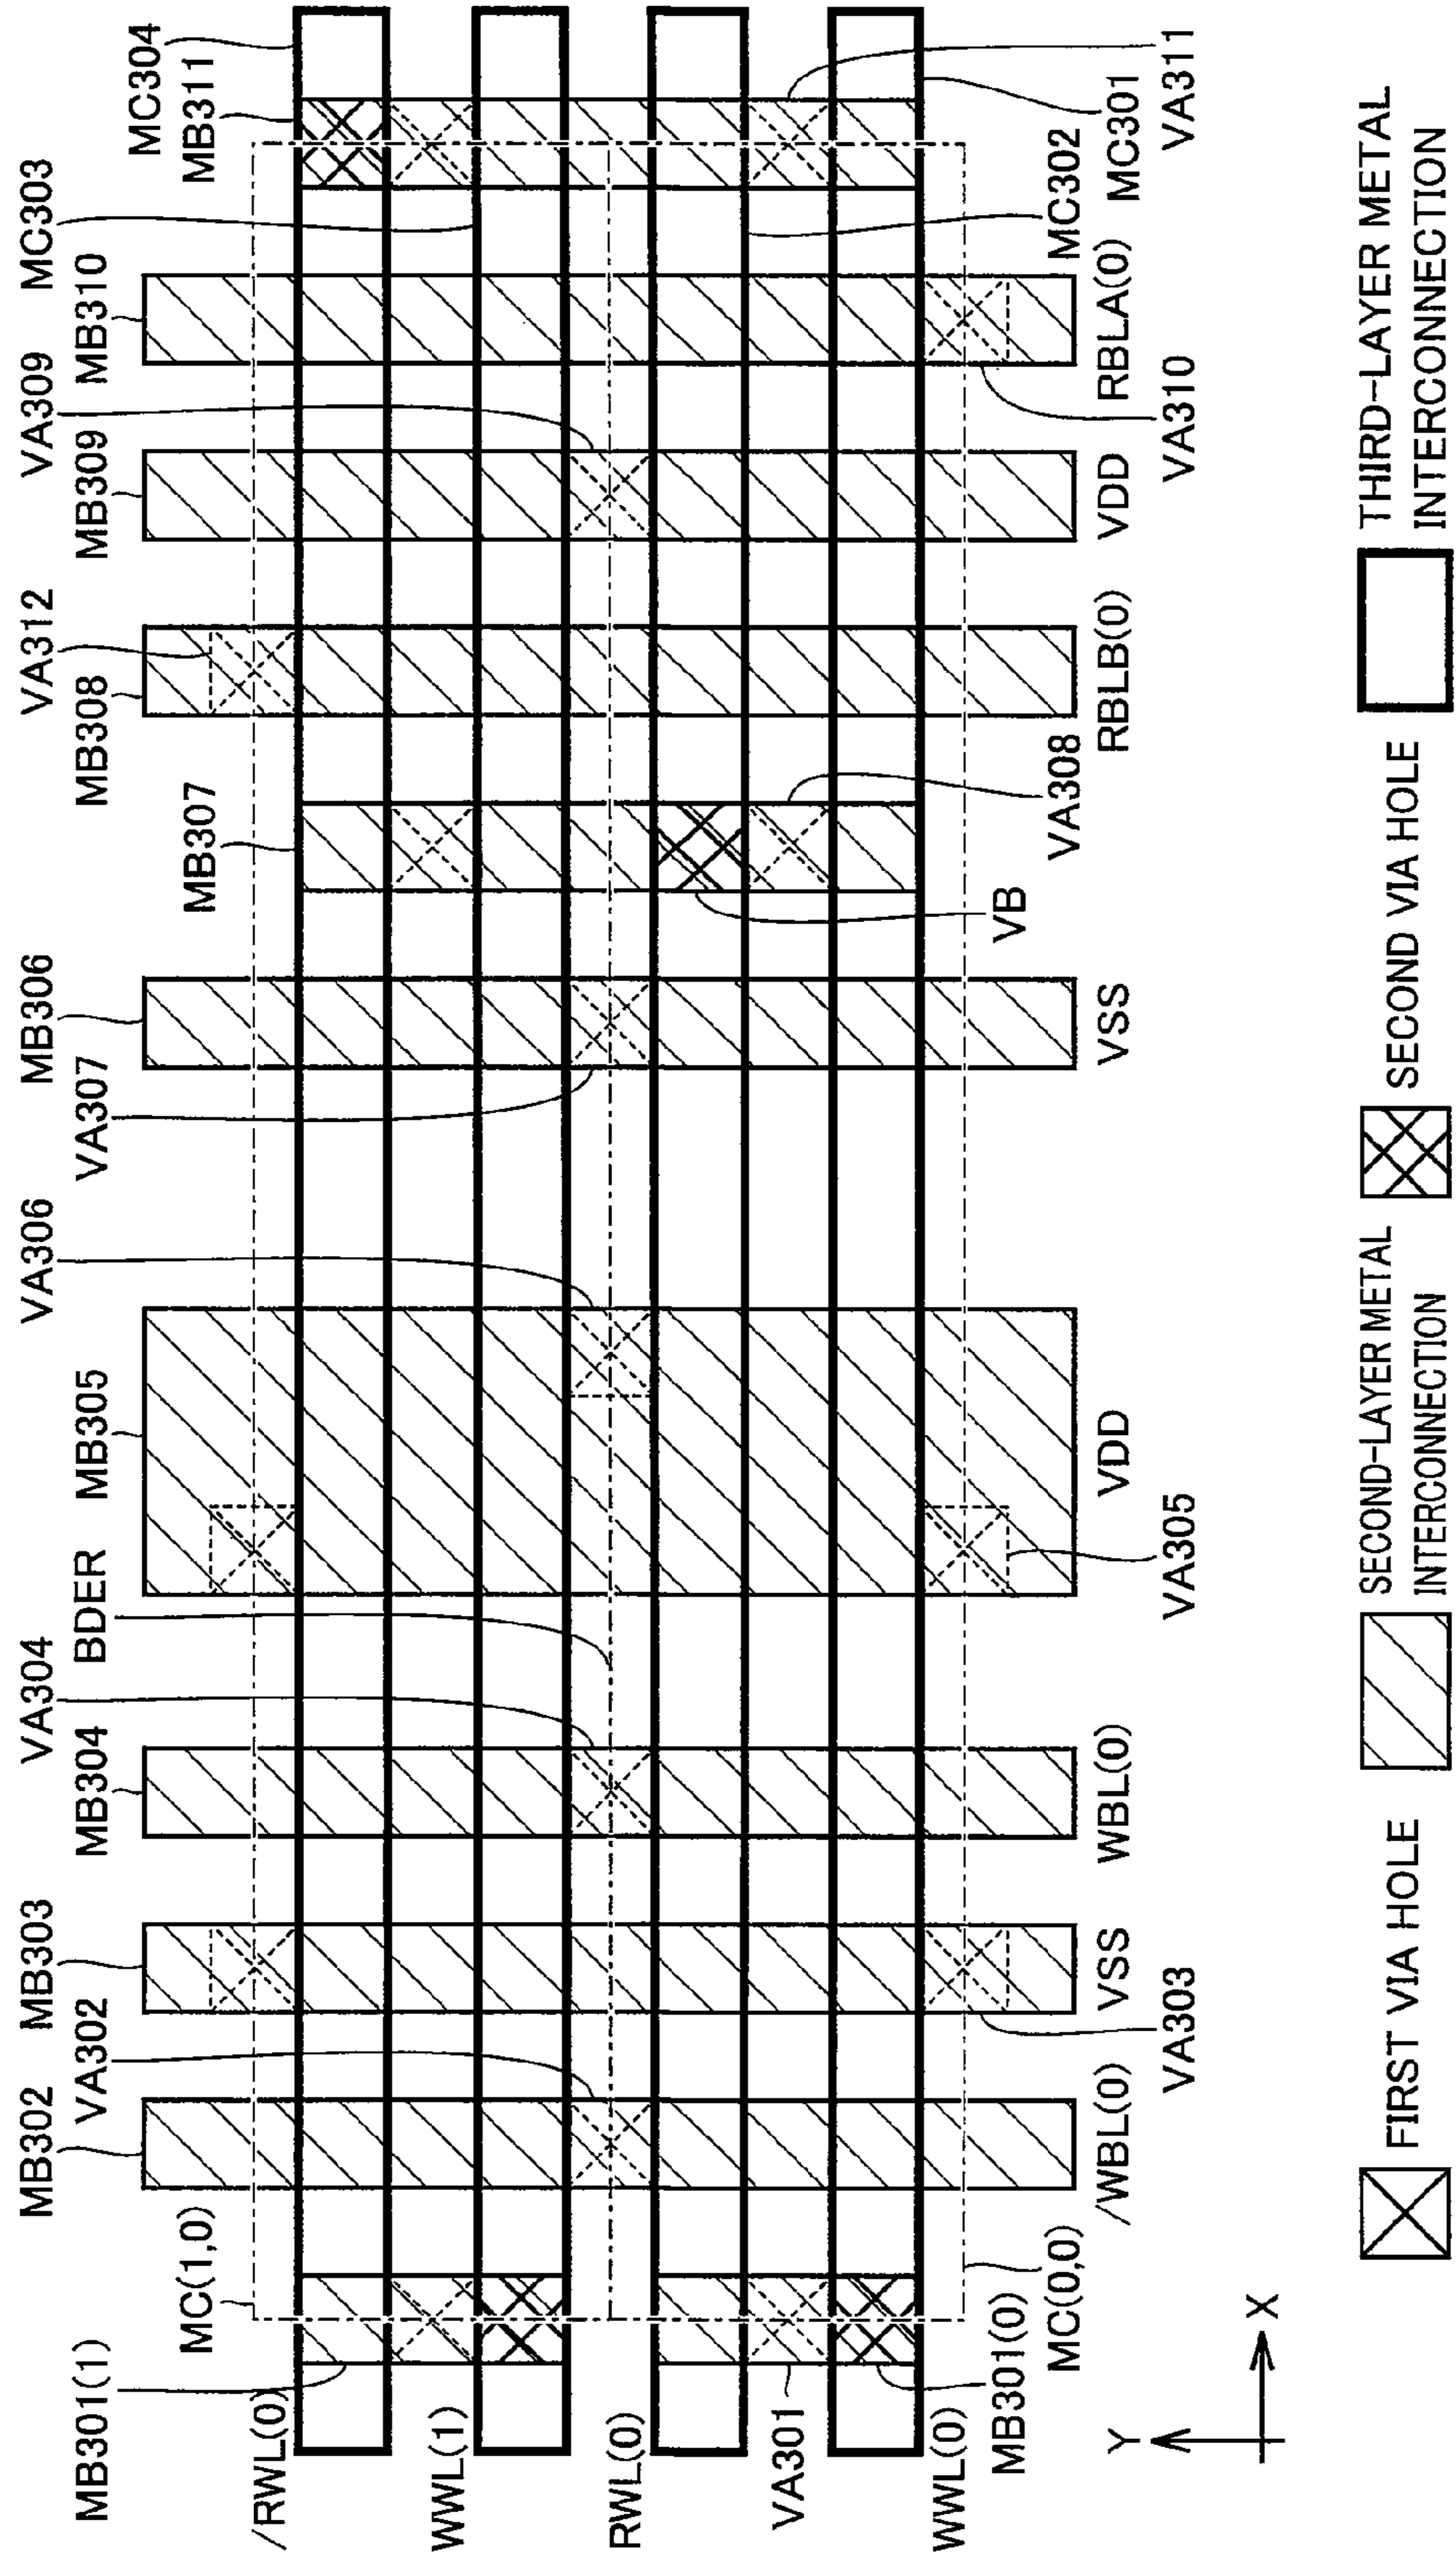 MB302
VA302
MB303
MB304
VA304
BDER
MB305
VA306
VA307
MB306
MB307
MB308
VA312
MB309
VA309
MB310
MC303
MB311
MC304
MB301(1)
MC(1,0)
/RWL(0)
WWL(1)
RWL(0)
VA301
WWL(0)
MB301(0)
MC(0,0)
/WBL(0)
VA303
VSS
WBL(0)
VA305
VDD
VSS
VB
VA308
RBLB(0)
VDD
VA310
RBLA(0)
MC302
MC301
VA311
Y
X
FIRST VIA HOLE
SECOND-LAYER METAL
INTERCONNECTION
SECOND VIA HOLE
THIRD-LAYER METAL
INTERCONNECTION